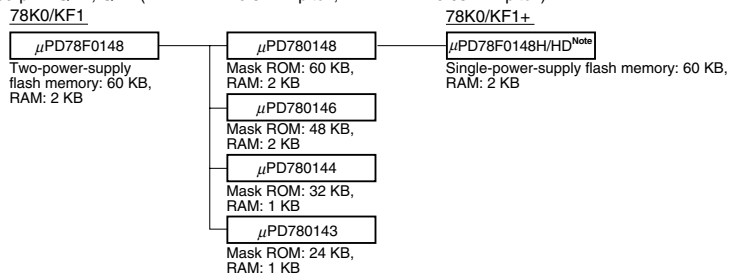 78K0/KF1
78K0/KF1+
μPD78F0148
μPD780148
μPD78F0148H/HDNote
Two-power-supply
flash memory: 60 KB,
RAM: 2 KB
Mask ROM: 60 KB,
RAM: 2 KB
Single-power-supply flash memory: 60 KB,
RAM: 2 KB
μPD780146
Mask ROM: 48 KB,
RAM: 2 KB
μPD780144
Mask ROM: 32 KB,
RAM: 1 KB
μPD780143
Mask ROM: 24 KB,
RAM: 1 KB